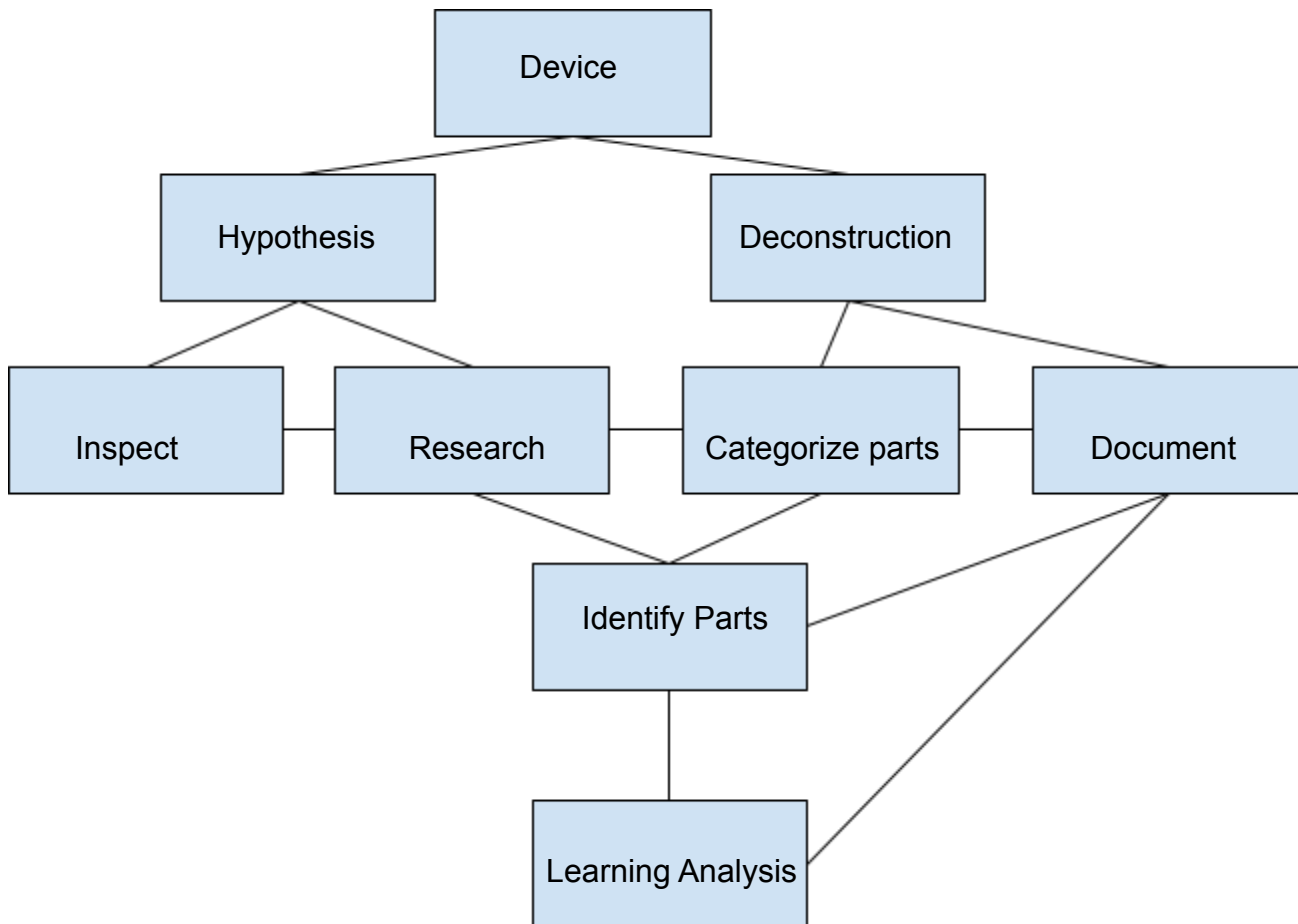 Device
Hypothesis
Deconstruction
Inspect
Research
Categorize parts
Document
Identify Parts
Learning Analysis